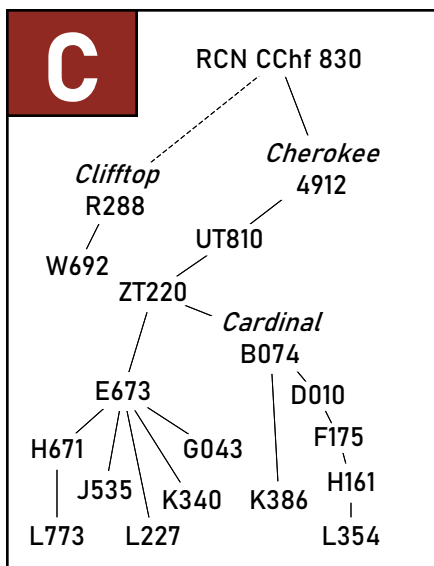 C
RCN CChf 830
Clifftop
R288
Cherokee
4912
W692
UT810
ZT220
Cardinal
B074
E673
D010
H671
G043
F175
J535
K340
K386
H161
L773
L227
L354